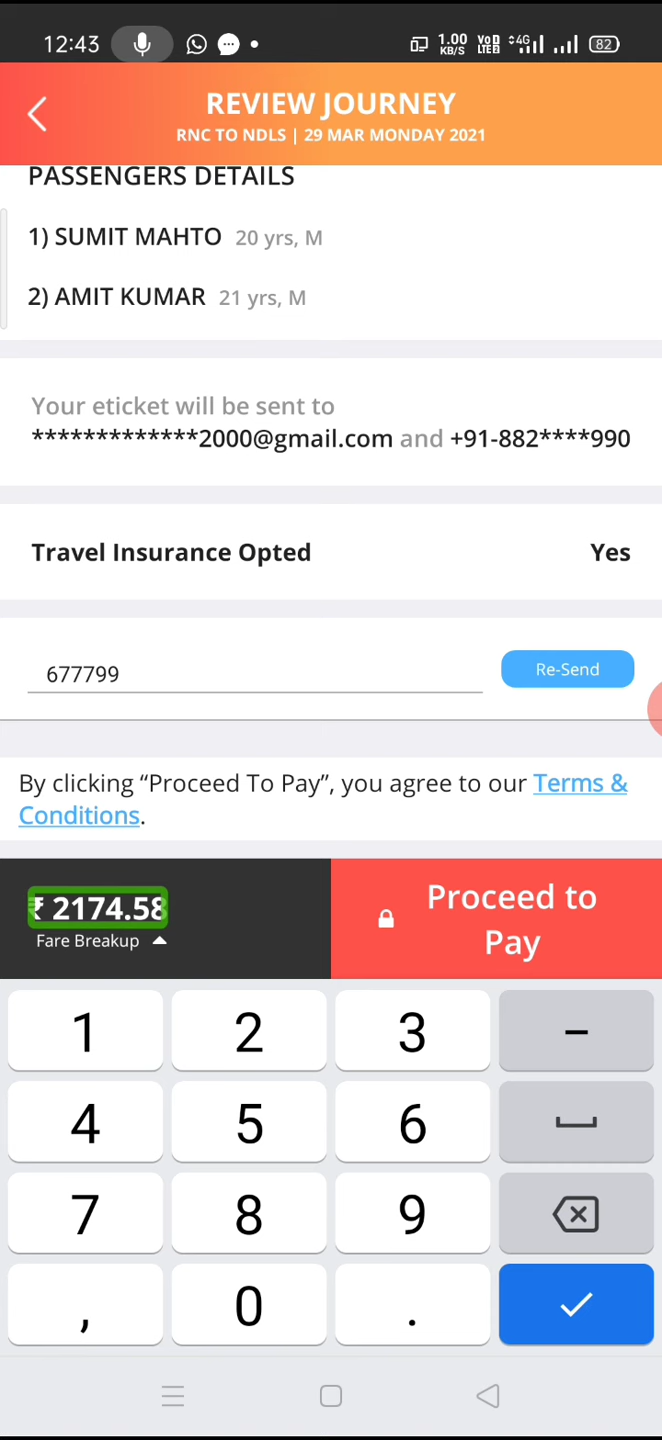 12:43 1.00 KB/S VoD LTE 4G 82
REVIEW JOURNEY
RNC TO NDLS | 29 MAR MONDAY 2021
PASSENGERS DETAILS
1) SUMIT MAHTO 20 yrs, M
2) AMIT KUMAR 21 yrs, M
Your eticket will be sent to
*************2000@gmail.com and +91-882****990
Travel Insurance Opted Yes
677799 Re-Send
By clicking “Proceed To Pay”, you agree to our Terms &
Conditions.
₹ 2174.58
Fare Breakup
Proceed to
Pay
1 2 3 –
4 5 6
7 8 9
, 0 .